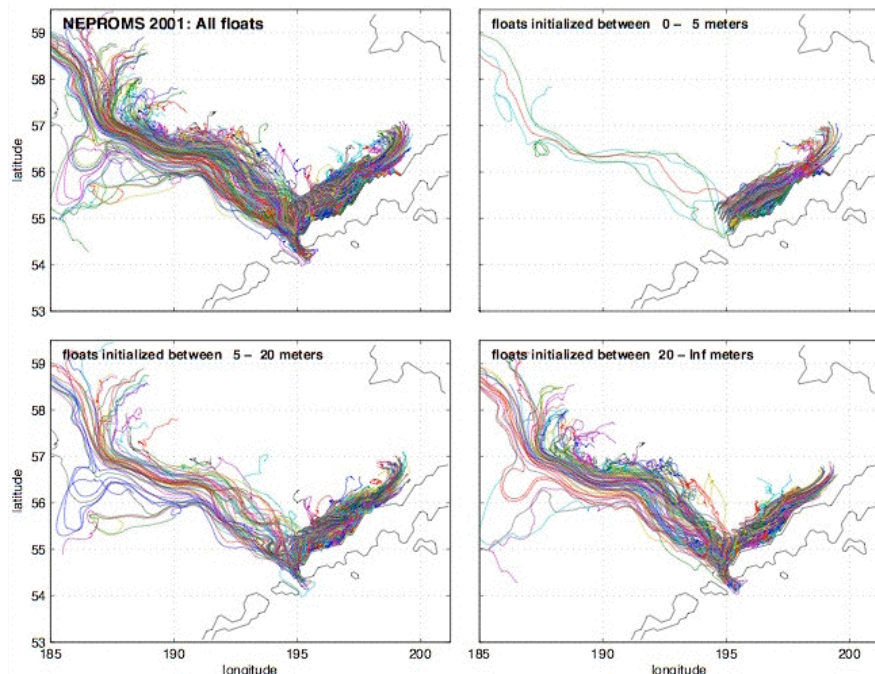 NEPROMS 2001: All floats
59
58
57
56
55
54
53
latitude
floats initialized between 0 – 5 meters
floats initialized between 5 – 20 meters
59
58
57
56
55
54
53
latitude
185
190
195
200
longitude
floats initialized between 20 – Inf meters
185
190
195
200
longitude